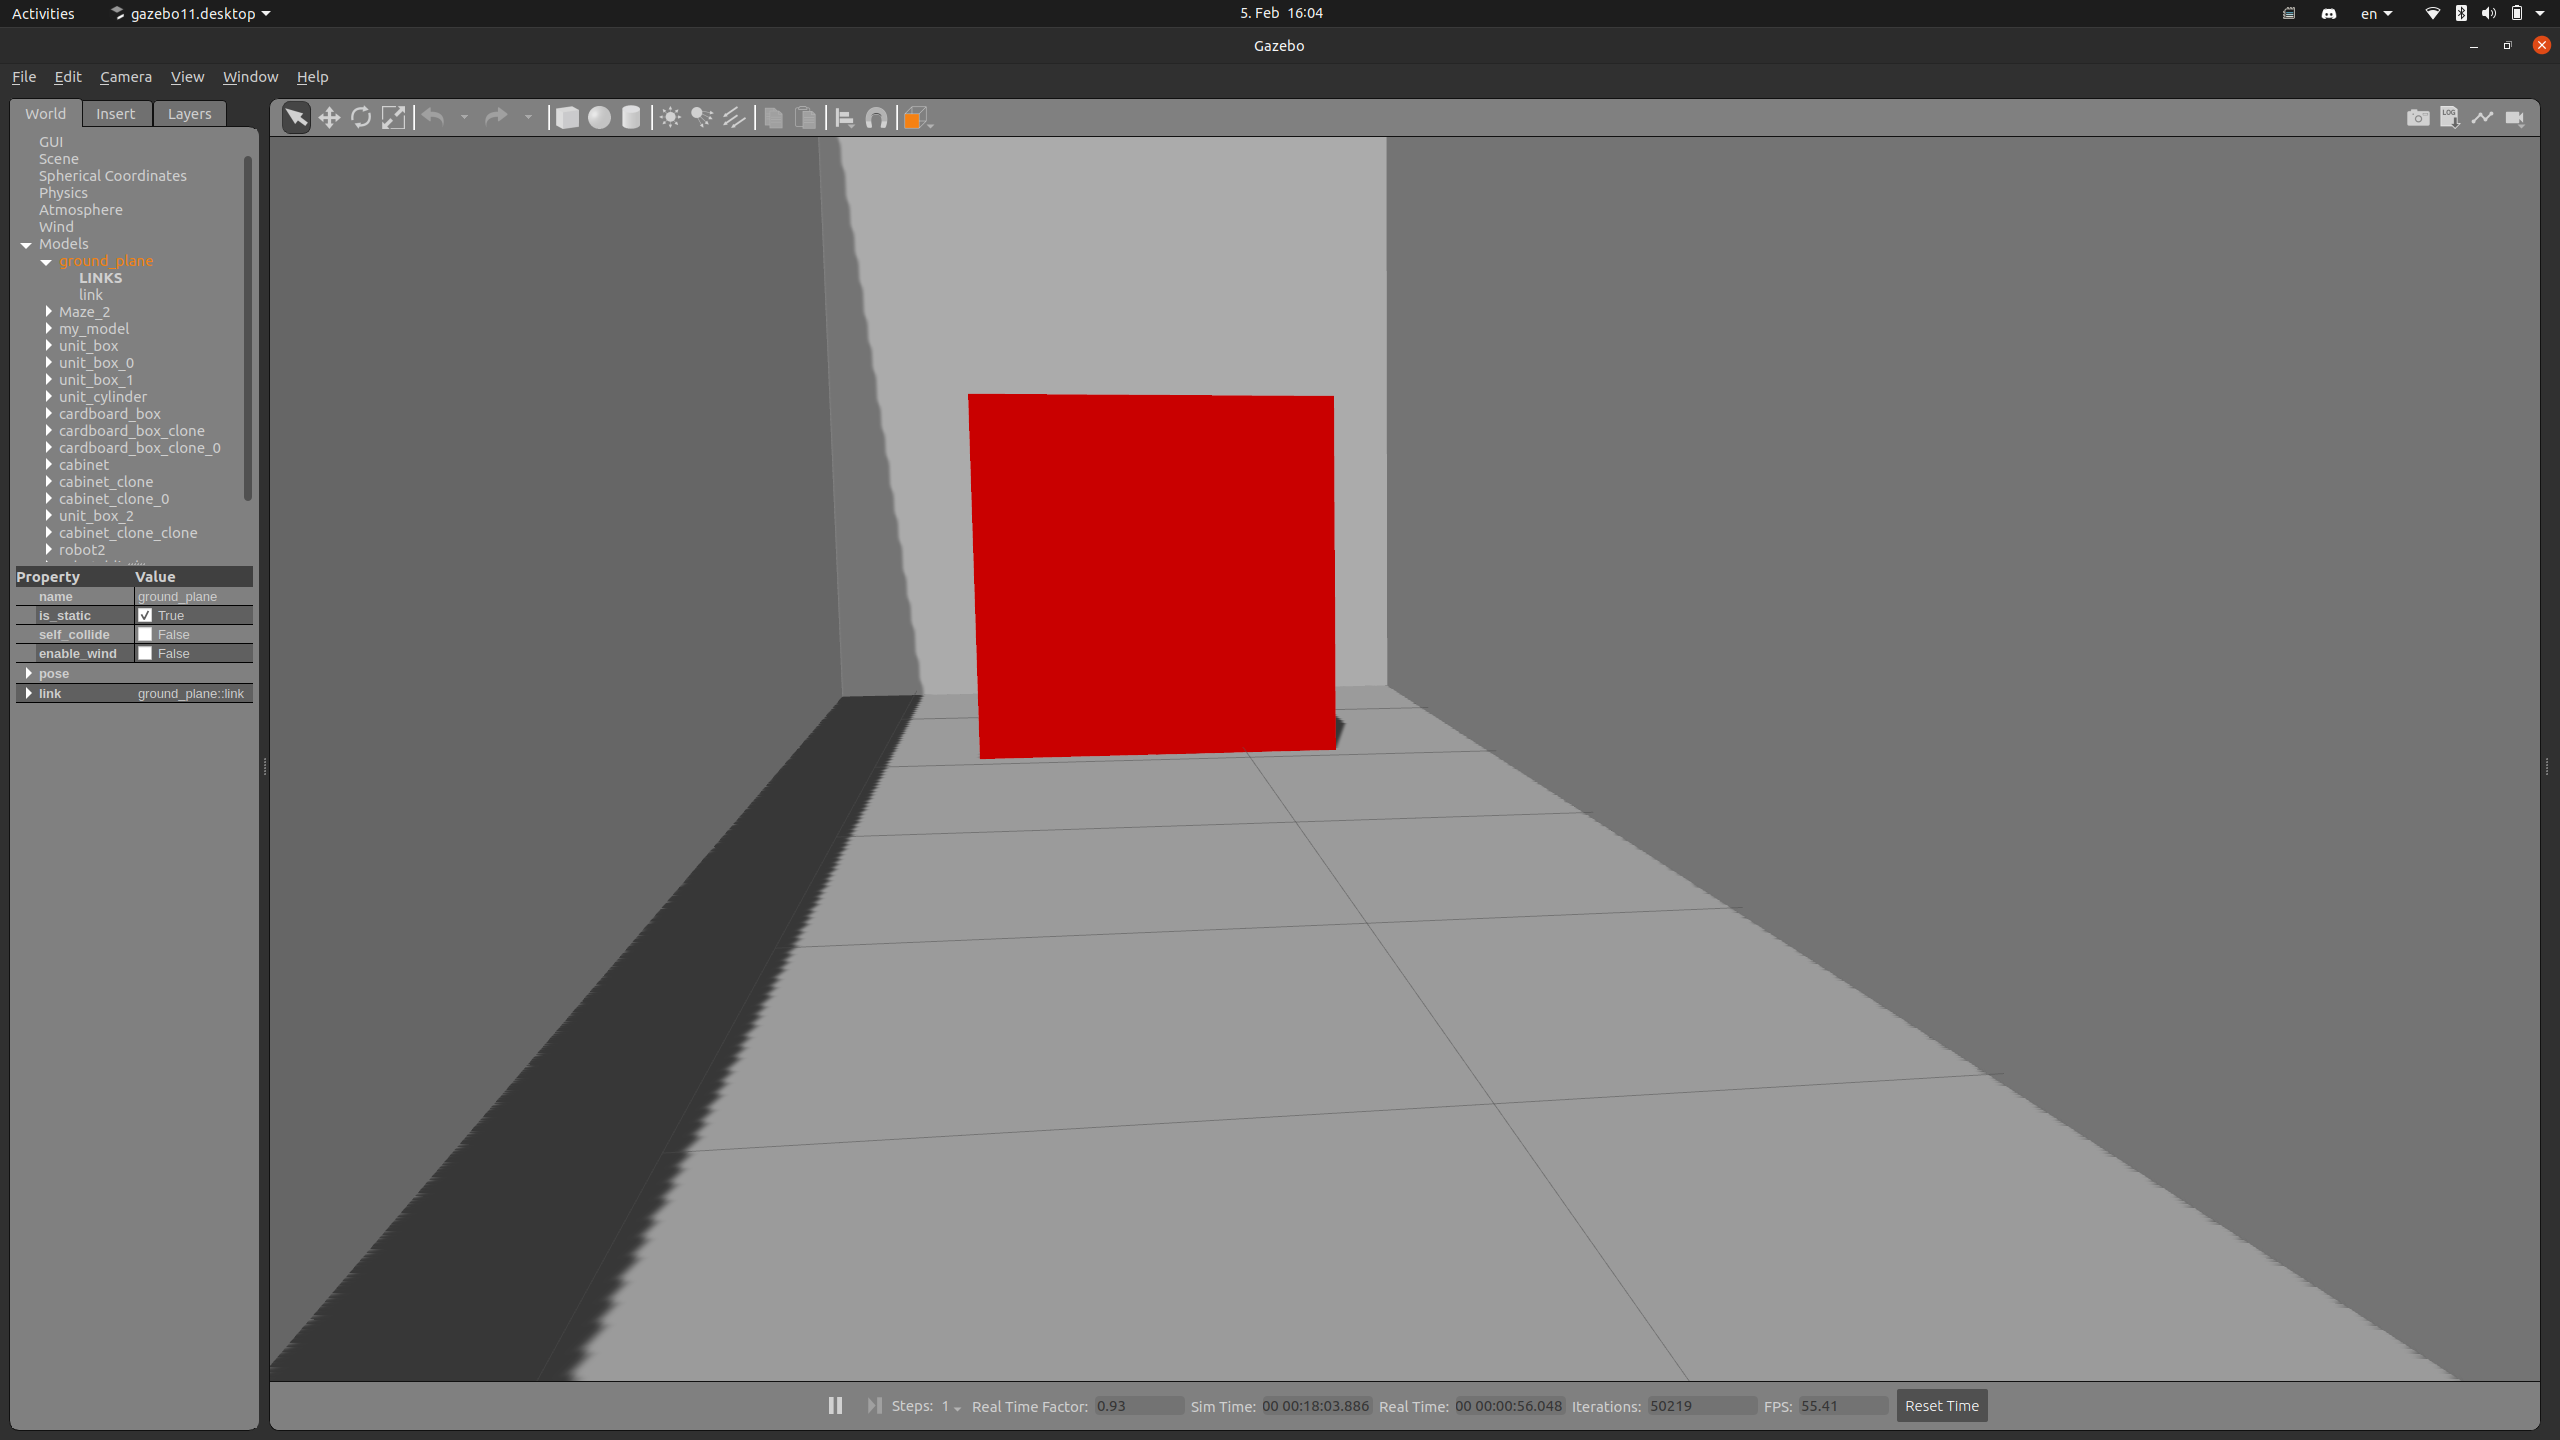 Activities gazebo11.desktop 5. Feb 16:04 en
Gazebo
File Edit Camera View Window Help
World Insert Layers
LOG
GUI
Scene
Spherical Coordinates
Physics
Atmosphere
Wind
Models
ground_plane
LINKS
link
Maze_2
my_model
unit_box
unit_box_0
unit_box_1
unit_cylinder
cardboard_box
cardboard_box_clone
cardboard_box_clone_0
cabinet
cabinet_clone
cabinet_clone_0
unit_box_2
cabinet_clone_clone
robot2
Property Value
name ground_plane
is_static True
self_collide False
enable_wind False
pose
link ground_plane::link
Steps: 1 Real Time Factor: 0.93 Sim Time: 00 00:18:03.886 Real Time: 00 00:00:56.048 Iterations: 50219 FPS: 55.41 Reset Time